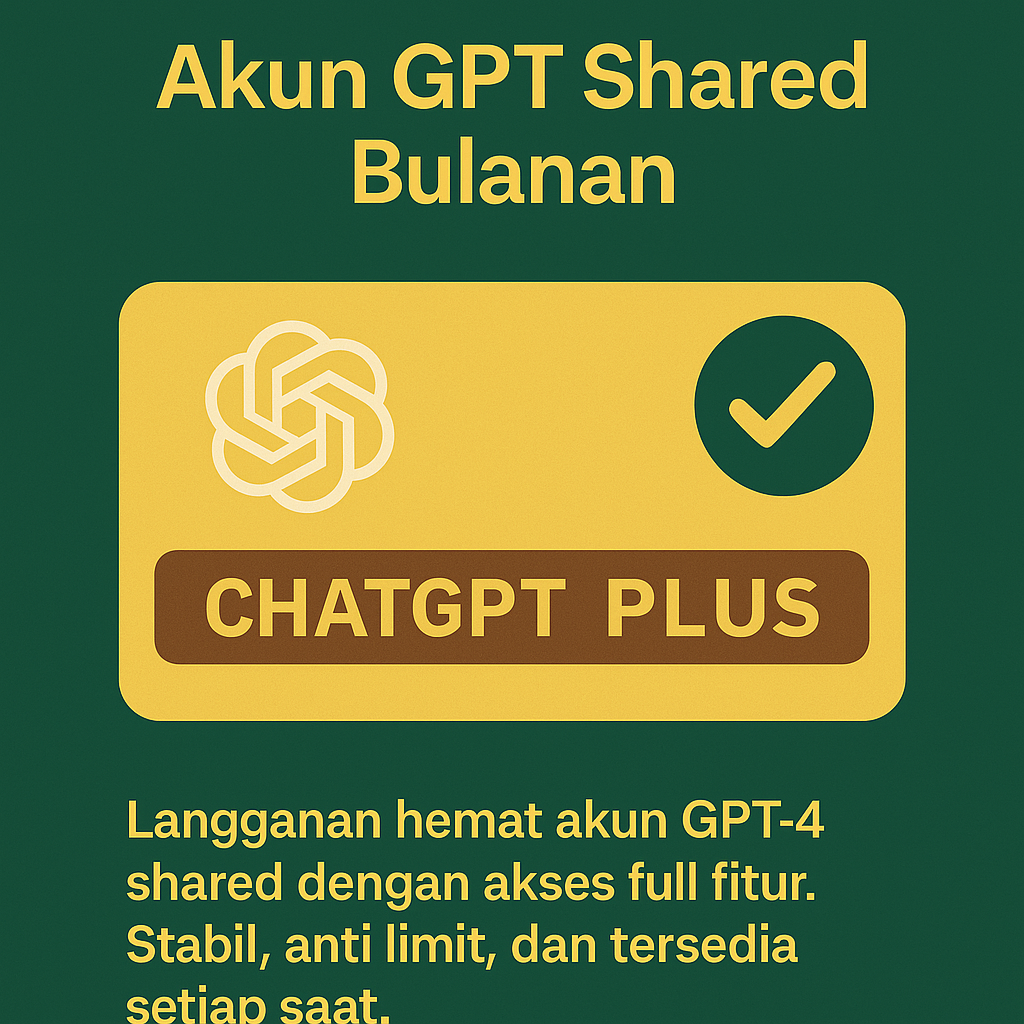 Akun GPT Shared
Bulanan
CHATGPT PLUS
Langganan hemat akun GPT-4
shared dengan akses full fitur.
Stabil, anti limit, dan tersedia
setiap saat.